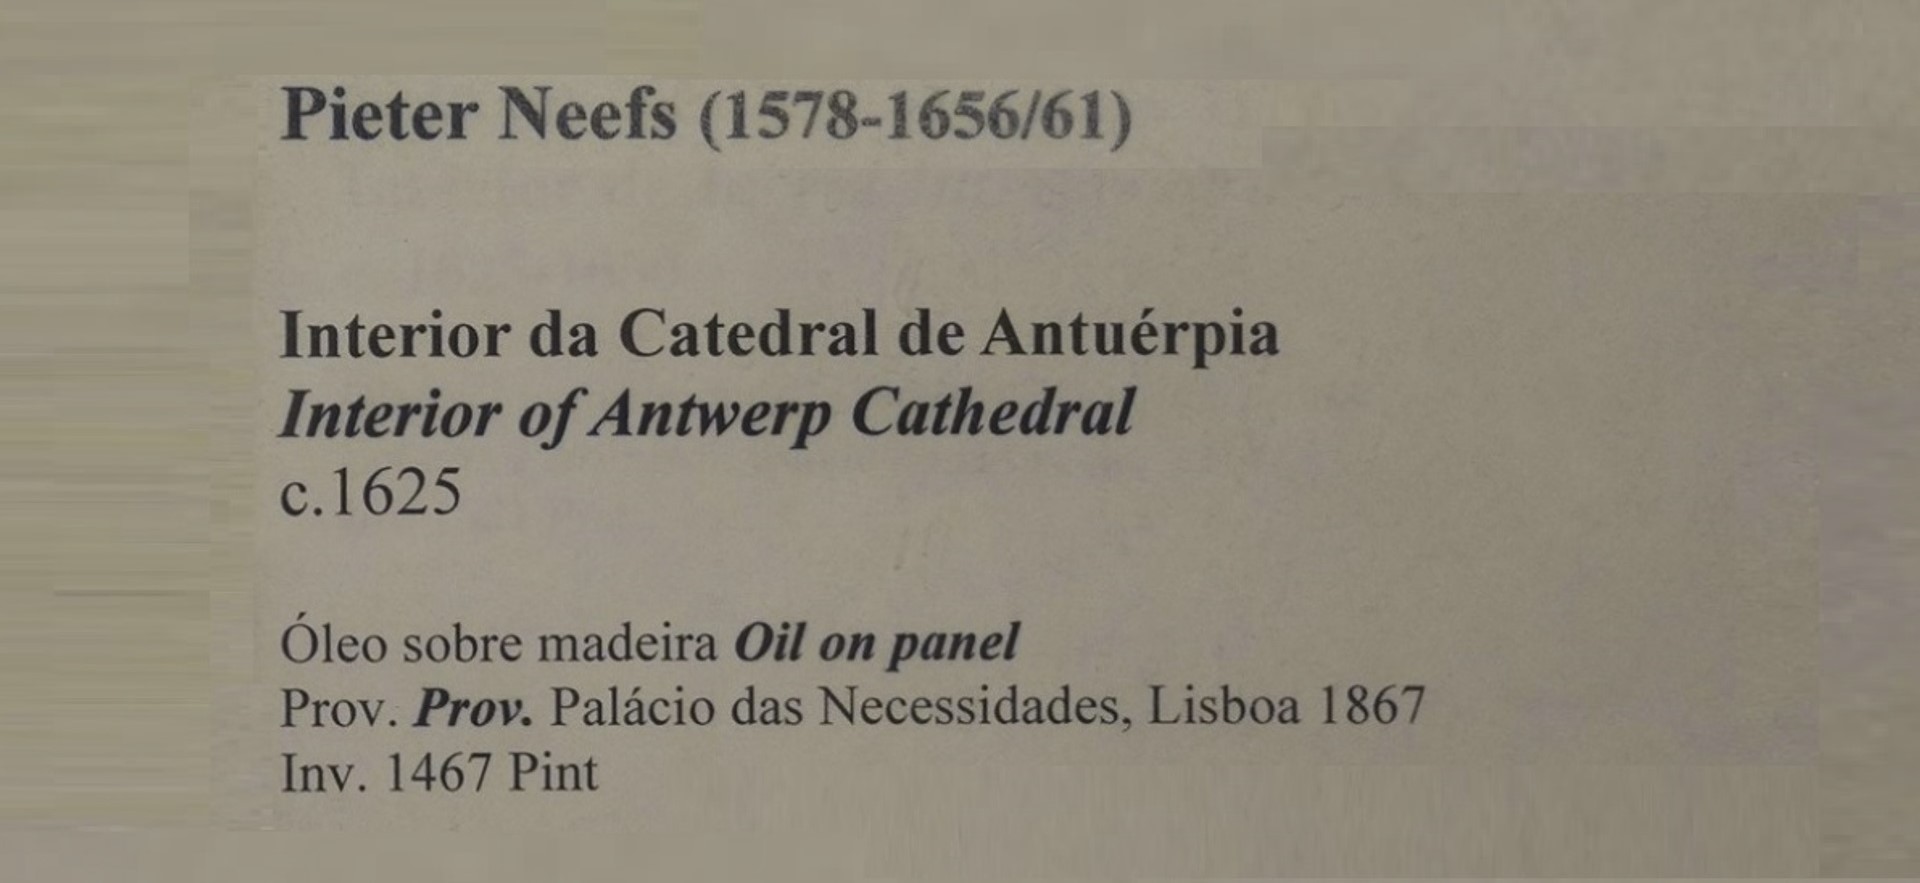 Pieter Neefs (1578-1656/61)
Interior da Catedral de Antuérpia
Interior of Antwerp Cathedral
c.1625
Óleo sobre madeira Oil on panel
Prov. Prov. Palácio das Necessidades, Lisboa 1867
Inv. 1467 Pint